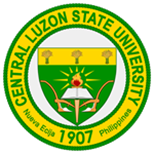 CENTRAL LUZON STATE UNIVERSITY
Nueva Ecija
Philippines
1907